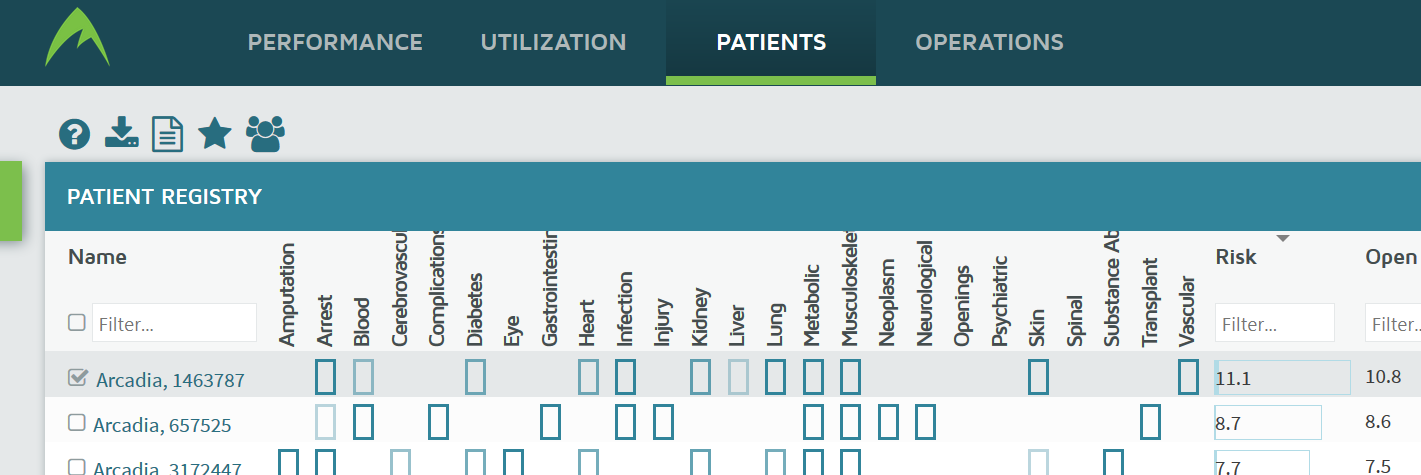 PERFORMANCE UTILIZATION PATIENTS OPERATIONS
PATIENT REGISTRY
Name Amputation Arrest Blood Cerebrovascul Complications Diabetes Eye Gastrointestin Heart Infection Injury Kidney Liver Lung Metabolic Musculoskelet Neoplasm Neurological Openings Psychiatric Skin Spinal Substance Ab Transplant Vascular Risk Open
Filter... Filter... Filter..
Arcadia, 1463787 11.1 10.8
Arcadia, 657525 8.7 8.6
Arcadia, 3172447 7.7 7.5